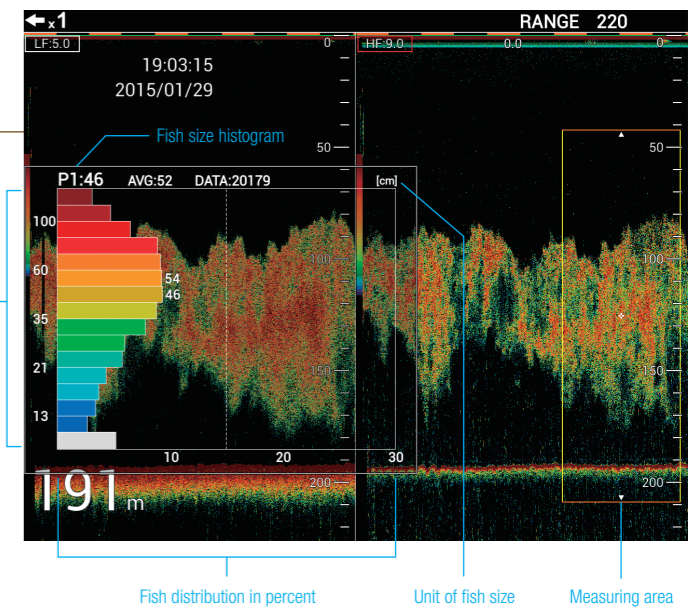 ←x1
RANGE 220
LF:5.0
0
HF:9.0
0.0
0
19:03:15
2015/01/29
Fish size histogram
50
50
P1:46 AVG:52 DATA:20179
[cm]
100
100
100
60
54
46
35
150
150
21
13
10 20 30
191m
200
200
Fish distribution in percent
Unit of fish size
Measuring area